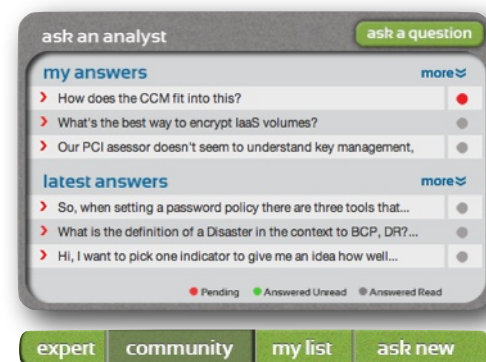 ask an analyst
ask a question
my answers
more
How does the CCM fit into this?
What's the best way to encrypt IaaS volumes?
Our PCI asessor doesn't seem to understand key management,
latest answers
more
So, when setting a password policy there are three tools that...
What is the definition of a Disaster in the context to BCP, DR?...
Hi, I want to pick one indicator to give me an idea how well...
Pending Answered Unread Answered Read
expert community my list ask new